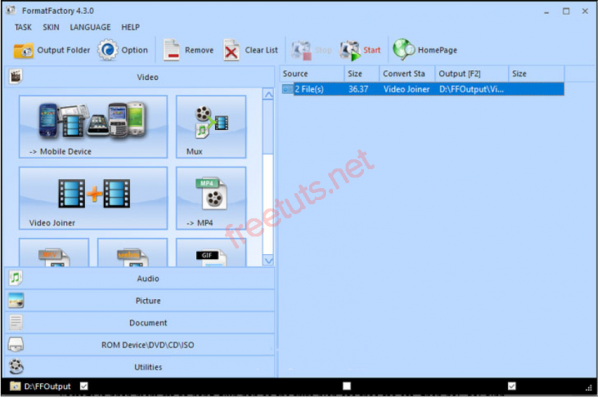 FormatFactory 4.3.0
TASK SKIN LANGUAGE HELP
Output Folder Option Remove Clear List Stop Start HomePage
Video
Source Size Convert Sta Output [F2] Size
2 File(s) 36.37 Video Joiner D:\FFOutput\Vi...
-> Mobile Device Mux
MP4
Video Joiner -> MP4
GIF
freetuts.net
Audio
Picture
Document
ROM Device\DVD\CD\ISO
Utilities
D:\FFOutput